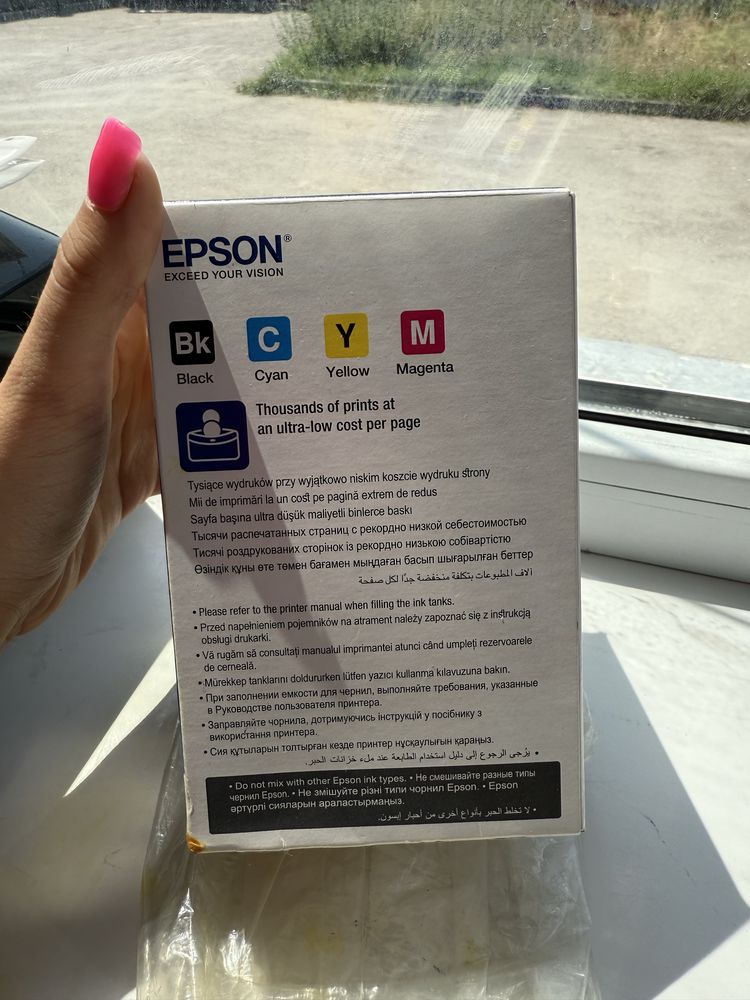 EPSON®
EXCEED YOUR VISION
Bk C Y M
Black Cyan Yellow Magenta
Thousands of prints at
an ultra-low cost per page
Tysiące wydruków przy wyjątkowo niskim koszcie wydruku strony
Mii de imprimări la un cost pe pagină extrem de redus
Sayfa başına ultra düşük maliyetli binlerce baskı
Тысячи распечатанных страниц с рекордно низкой себестоимостью
Тисячі роздрукованих сторінок із рекордно низькою собівартістю
Өзіндік құны өте төмен бағамен мыңдаған басып шығарылған беттер
آلاف المطبوعات بتكلفة منخفضة جدًا لكل صفحة
• Please refer to the printer manual when filling the ink tanks.
• Przed napełnieniem pojemników na atrament należy zapoznać się z instrukcją
obsługi drukarki.
• Vă rugăm să consultați manualul imprimantei atunci când umpleți rezervoarele
de cerneală.
• Mürekkep tanklarını doldururken lütfen yazıcı kullanma kılavuzuna bakın.
• При заполнении емкости для чернил, выполняйте требования, указанные
в Руководстве пользователя принтера.
• Заправляйте чорнила, дотримуючись інструкцій у посібнику з
використання принтера.
• Сия құтыларын толтырған кезде принтер нұсқаулығын қараңыз.
• يُرجى الرجوع إلى دليل استخدام الطابعة عند ملء خزانات الحبر.
• Do not mix with other Epson ink types. • Не смешивайте разные типы
чернил Epson. • Не змішуйте різні типи чорнил Epson. • Epson
әртүрлі сияларын араластырмаңыз.
• لا تخلط الحبر بأنواع أخرى من أحبار إبسون.